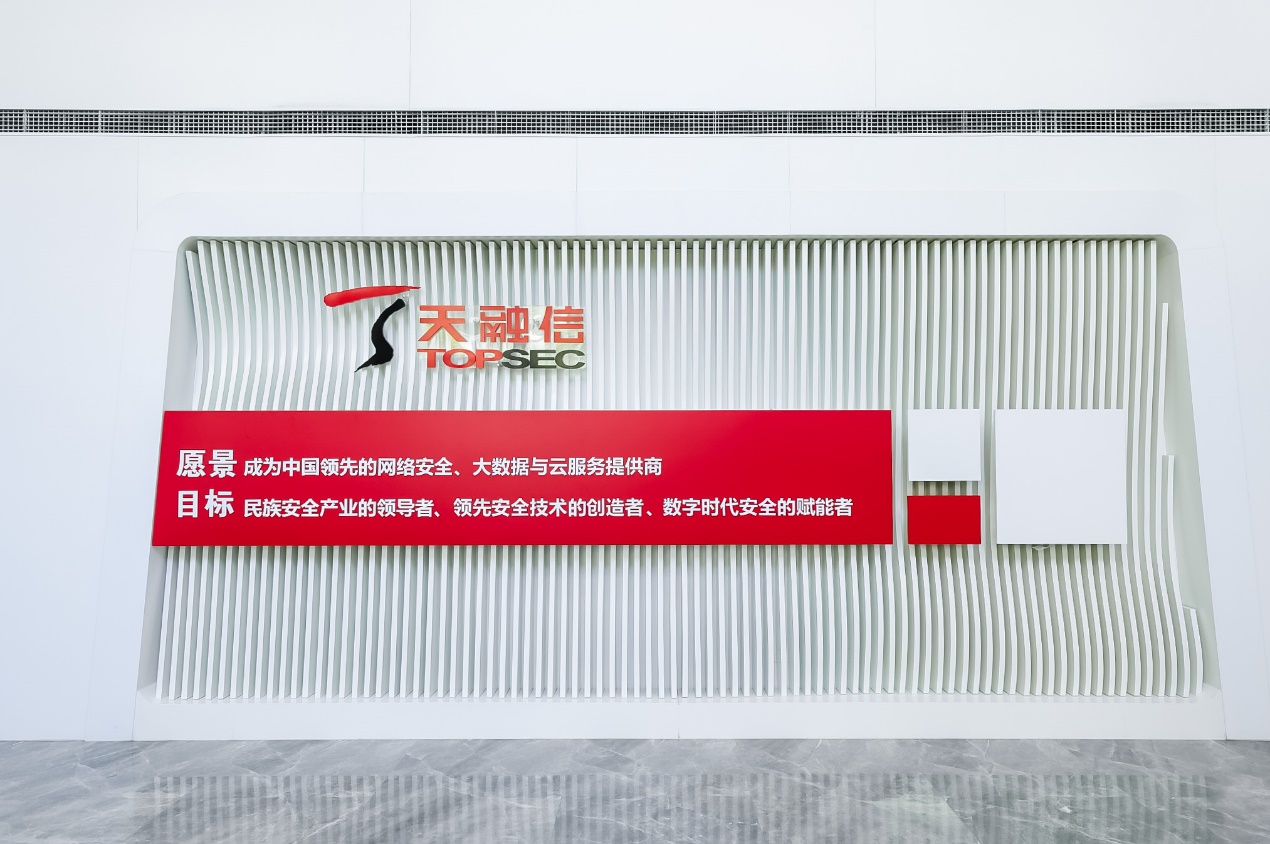 天融信
TOPSEC
愿景 成为中国领先的网络安全、大数据与云服务提供商
目标 民族安全产业的领导者、领先安全技术的创造者、数字时代安全的赋能者